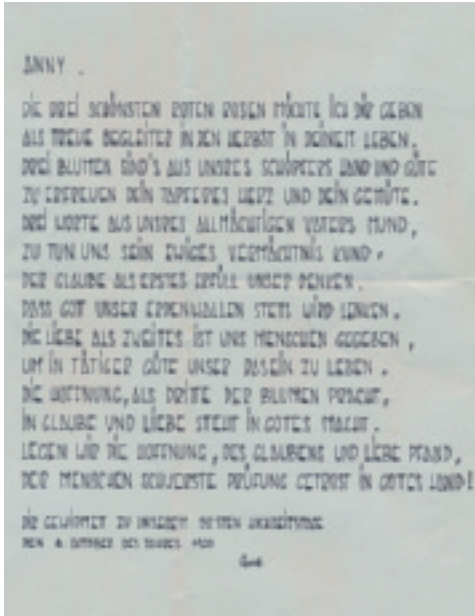 ANNY.
DIE DREI SCHÖNSTEN ROTEN ROSEN MÖCHTE ICH DIR GEBEN
ALS TREUE BEGLEITER IN DEN HERBST IN DEINEM LEBEN.
DREI BLUMEN SIND'S AUS UNSRES SCHÖPFERS HAND UND GÜTE
ZU ERFREUEN DEIN TAPFERES HERZ UND DEIN GEMÜTE.
DREI WORTE AUS UNSRES ALLMÄCHTIGEN VATERS MUND,
ZU TUN UNS SEIN EWIGES VERMÄCHTNIS KUND.
DER GLAUBE ALS ERSTES ERFÜLL UNSER DENKEN.
DASS GOTT UNSER ERDENWALLEN STETS WIRD LENKEN.
DIE LIEBE ALS ZWEITES IST UNS MENSCHEN GEGEBEN,
UM IN TÄTIGER GÜTE UNSER DASEIN ZU LEBEN.
DIE HOFFNUNG, ALS DRITTE DER BLUMEN PRACHT,
IN GLAUBE UND LIEBE STEHT IN GOTTES MACHT.
LEGEN WIR DIE HOFFNUNG, DES GLAUBENS UND LIEBE PFAND,
DER MENSCHEN SCHWERSTE PRÜFUNG GETROST IN GOTTES HAND!
DIR GEWIDMET ZU UNSEREM HOCHZEITSTAGE
DEN OKTOBER DES JAHRES